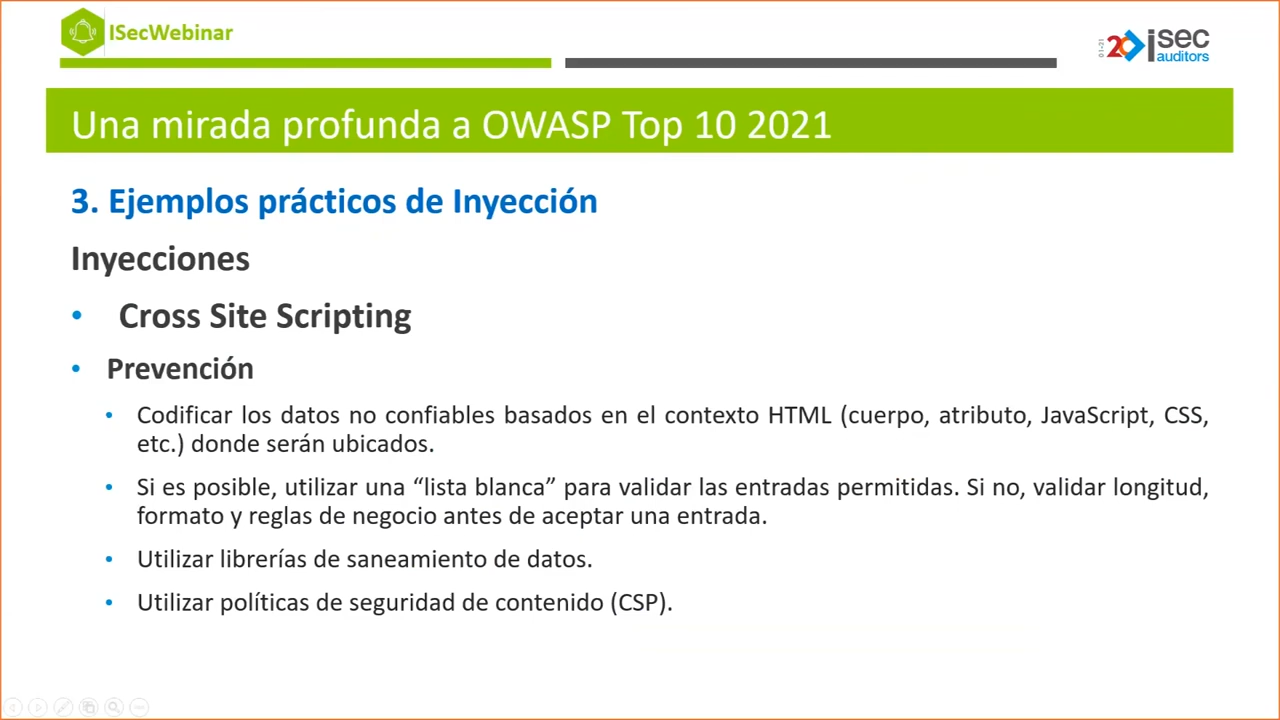 ISecWebinar
01-21
20 isec
auditors
Una mirada profunda a OWASP Top 10 2021
3. Ejemplos prácticos de Inyección
Inyecciones
• Cross Site Scripting
• Prevención
• Codificar los datos no confiables basados en el contexto HTML (cuerpo, atributo, JavaScript, CSS,
etc.) donde serán ubicados.
• Si es posible, utilizar una “lista blanca” para validar las entradas permitidas. Si no, validar longitud,
formato y reglas de negocio antes de aceptar una entrada.
• Utilizar librerías de saneamiento de datos.
• Utilizar políticas de seguridad de contenido (CSP).